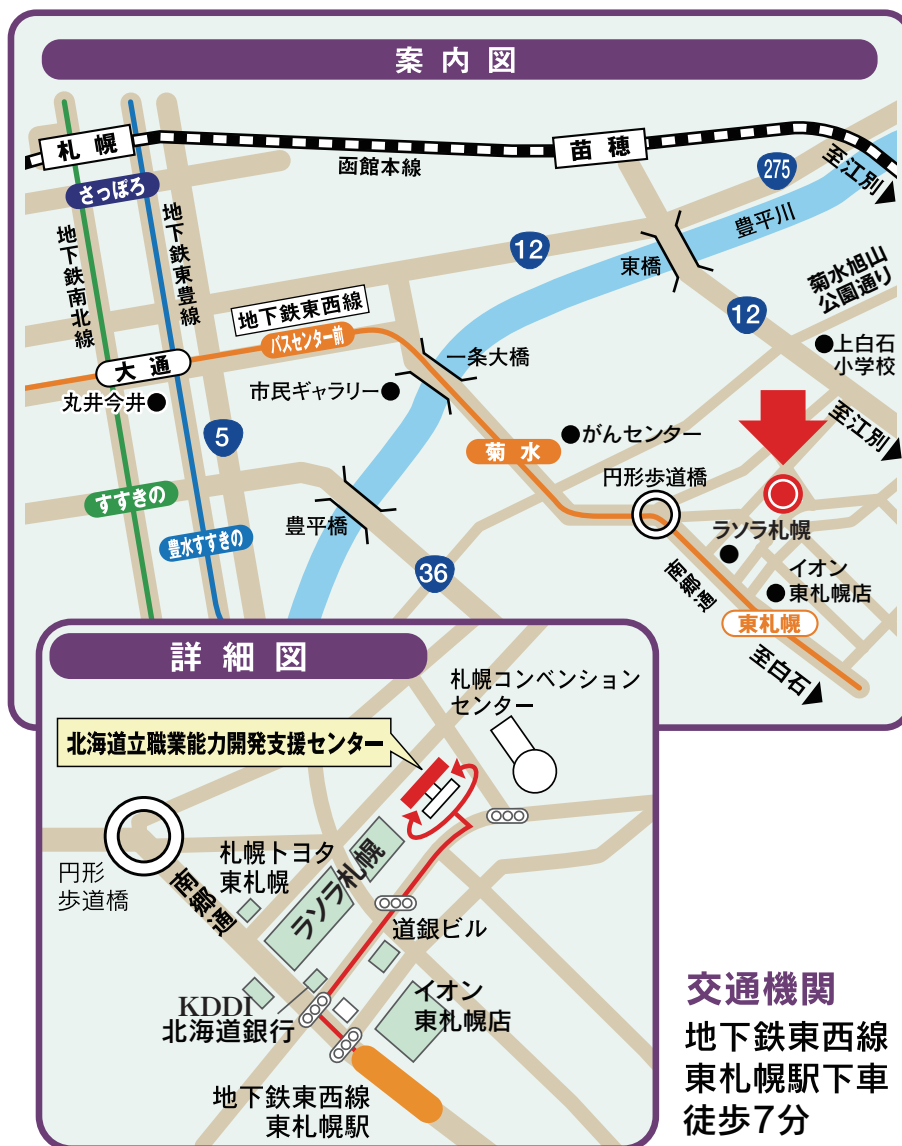 案内図
札幌
苗穂
函館本線
至江別
275
さっぽろ
地下鉄南北線
地下鉄東豊線
12
豊平川
東橋
菊水旭山
公園通り
12
地下鉄東西線
バスセンター前
一条大橋
上白石
小学校
大通
丸井今井
市民ギャラリー
5
菊水
がんセンター
至江別
円形歩道橋
すすきの
豊平橋
豊水すすきの
ラソラ札幌
36
イオン
東札幌店
南郷通
東札幌
至白石
詳細図
札幌コンベンション
センター
北海道立職業能力開発支援センター
円形
歩道橋
札幌トヨタ
東札幌
ラソラ札幌
南郷通
道銀ビル
KDDI
北海道銀行
イオン
東札幌店
地下鉄東西線
東札幌駅
交通機関
地下鉄東西線
東札幌駅下車
徒歩7分